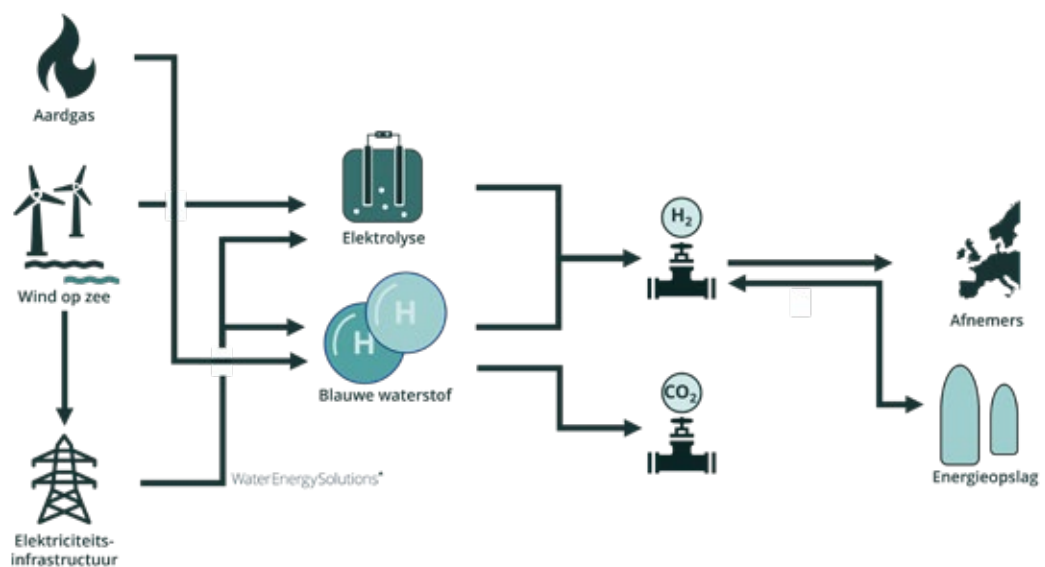 Aardgas
Wind op zee
Elektriciteits-
infrastructuur
Elektrolyse
H
H
Blauwe waterstof
WaterEnergySolutions*
H₂
CO₂
Afnemers
Energieopslag